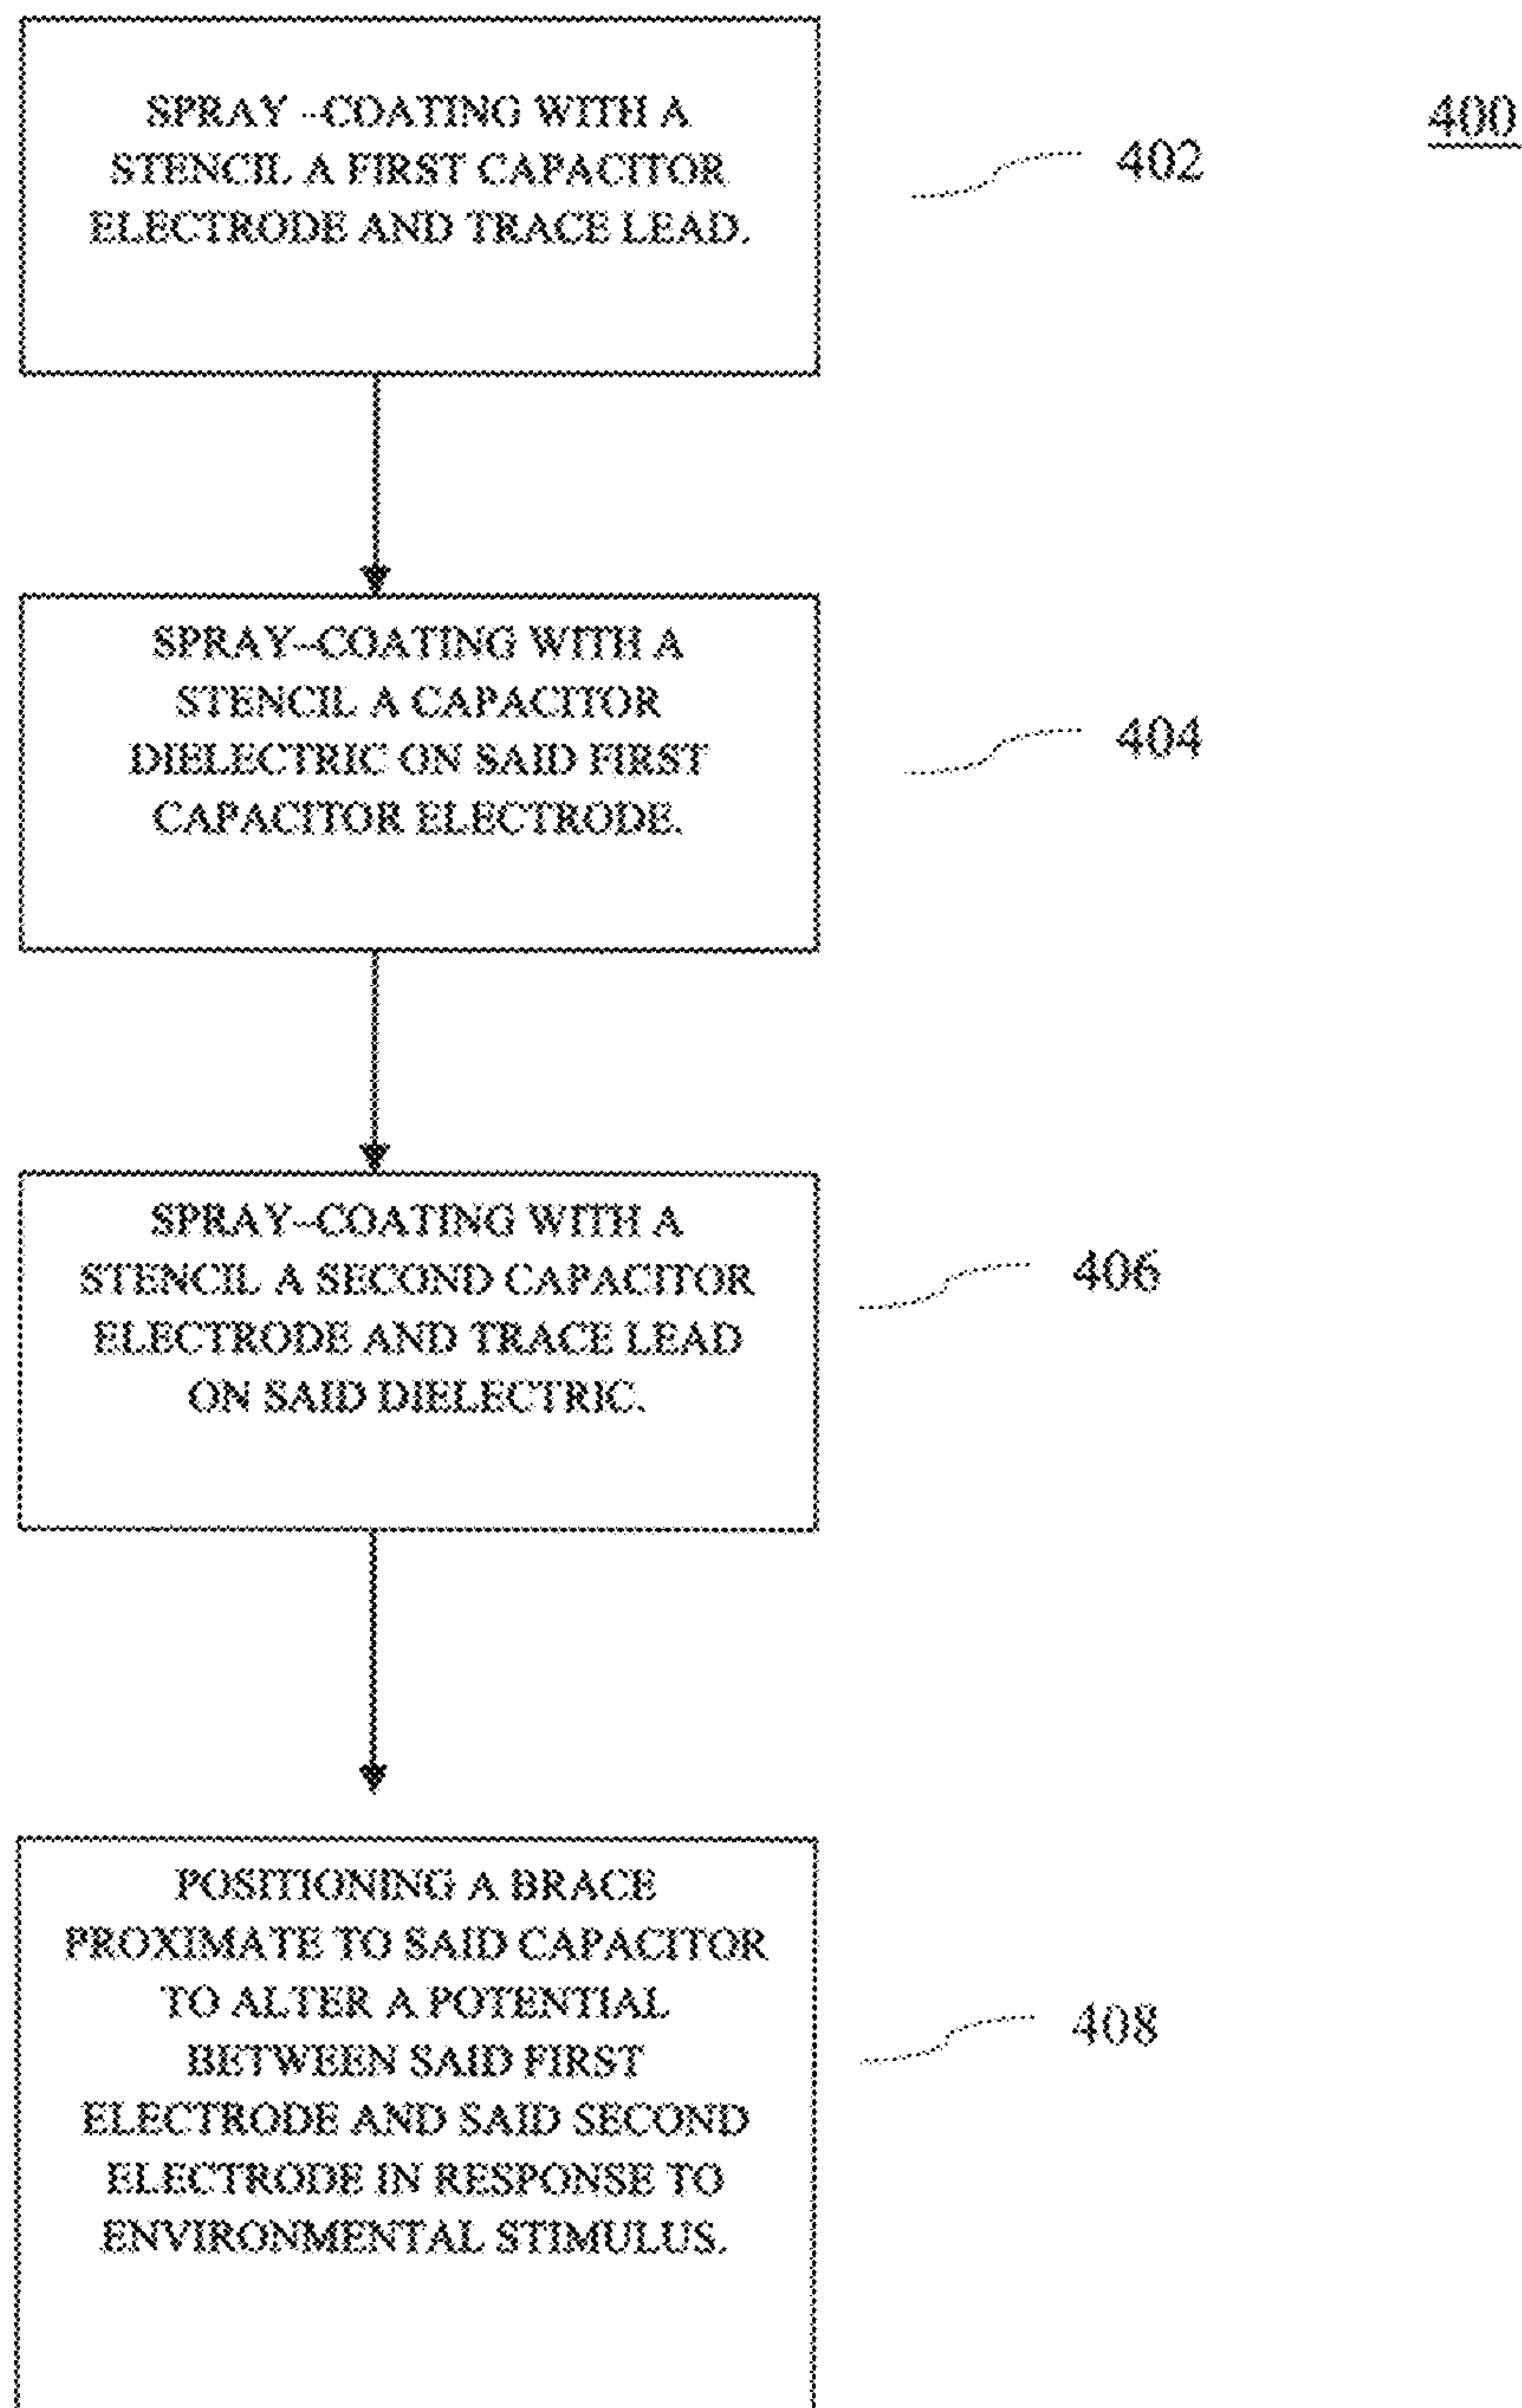 400
SPRAY -COATING WITH A
STENCIL A FIRST CAPACITOR
ELECTRODE AND TRACE LEAD.
402
SPRAY-COATING WITH A
STENCIL A CAPACITOR
DIELECTRIC ON SAID FIRST
CAPACITOR ELECTRODE.
404
SPRAY-COATING WITH A
STENCIL A SECOND CAPACITOR
ELECTRODE AND TRACE LEAD
ON SAID DIELECTRIC.
406
POSITIONING A BRACE
PROXIMATE TO SAID CAPACITOR
TO ALTER A POTENTIAL
BETWEEN SAID FIRST
ELECTRODE AND SAID SECOND
ELECTRODE IN RESPONSE TO
ENVIRONMENTAL STIMULUS.
408